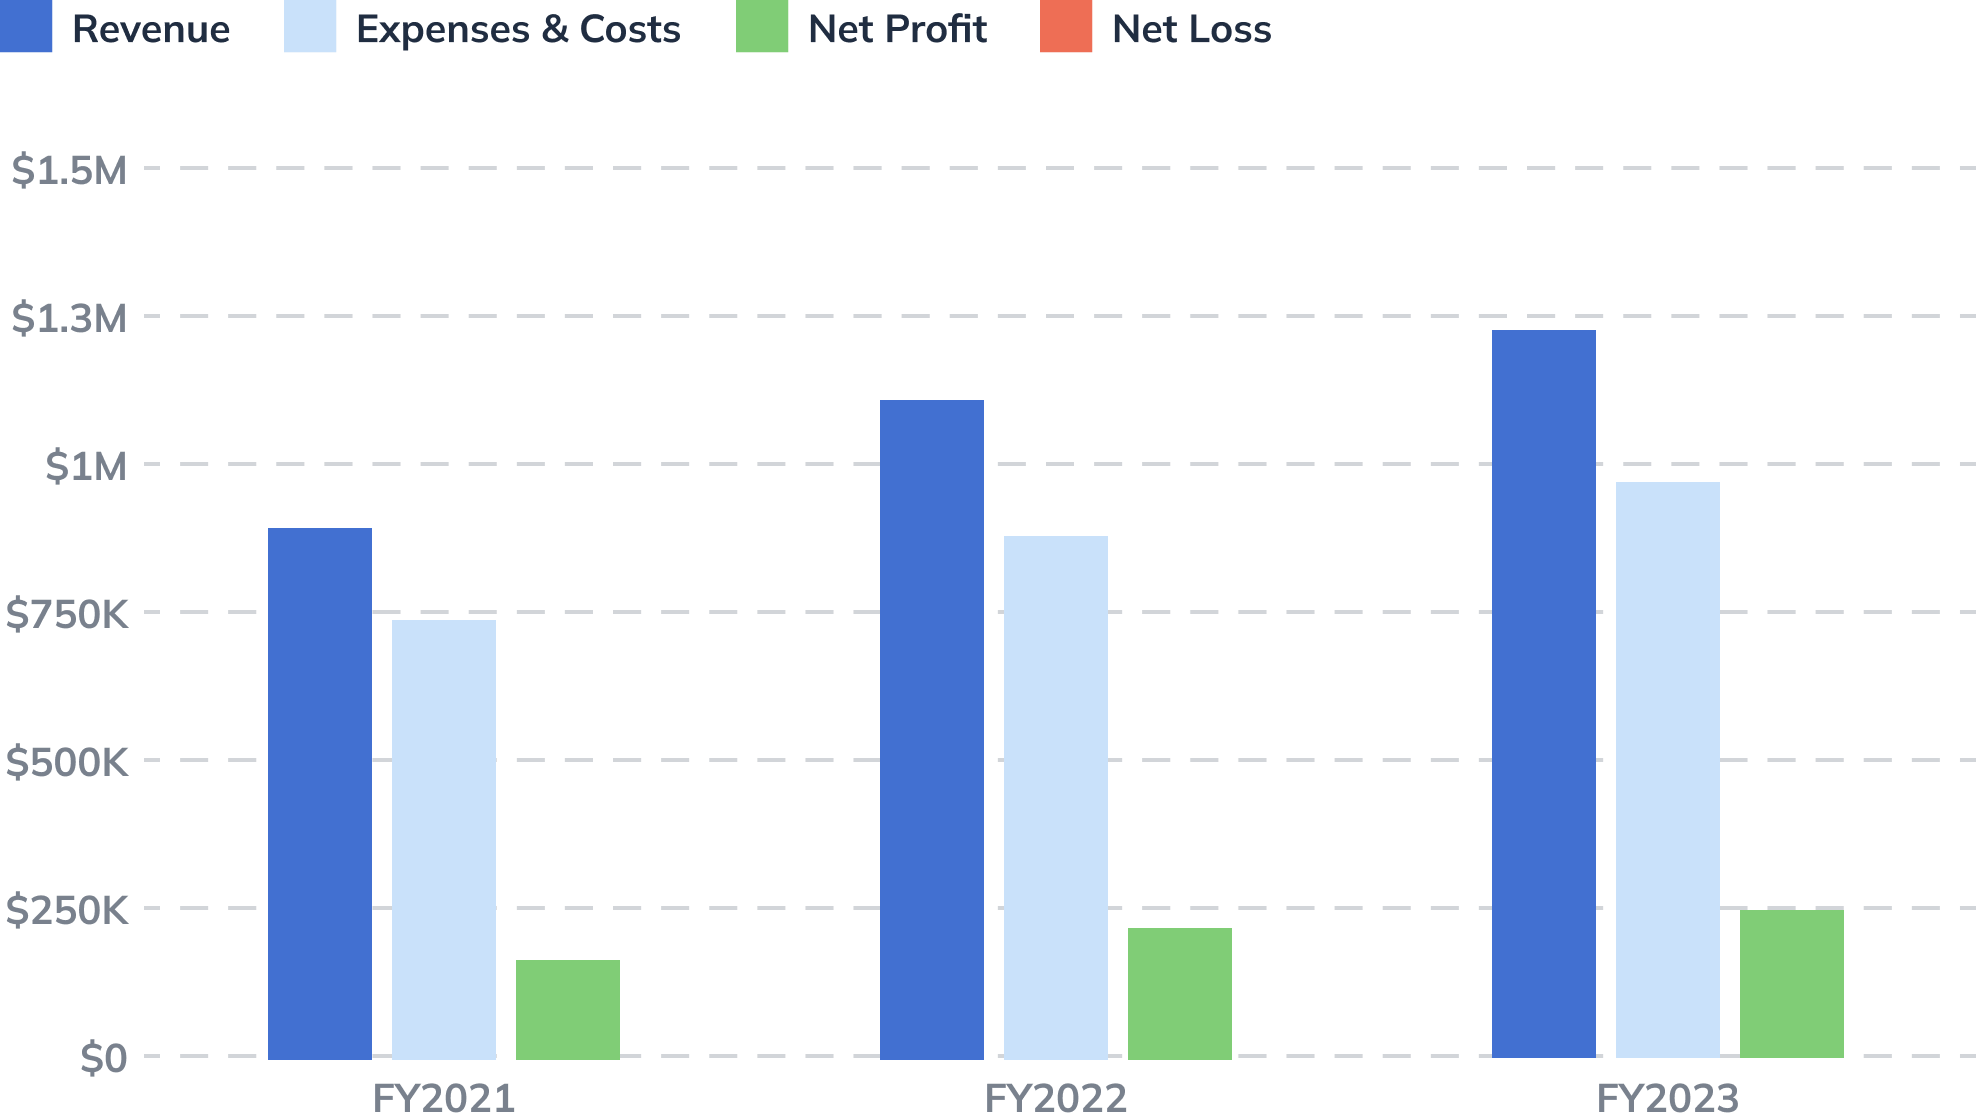 Revenue Expenses & Costs Net Profit Net Loss
$1.5M
$1.3M
$1M
$750K
$500K
$250K
$0
FY2021 FY2022 FY2023